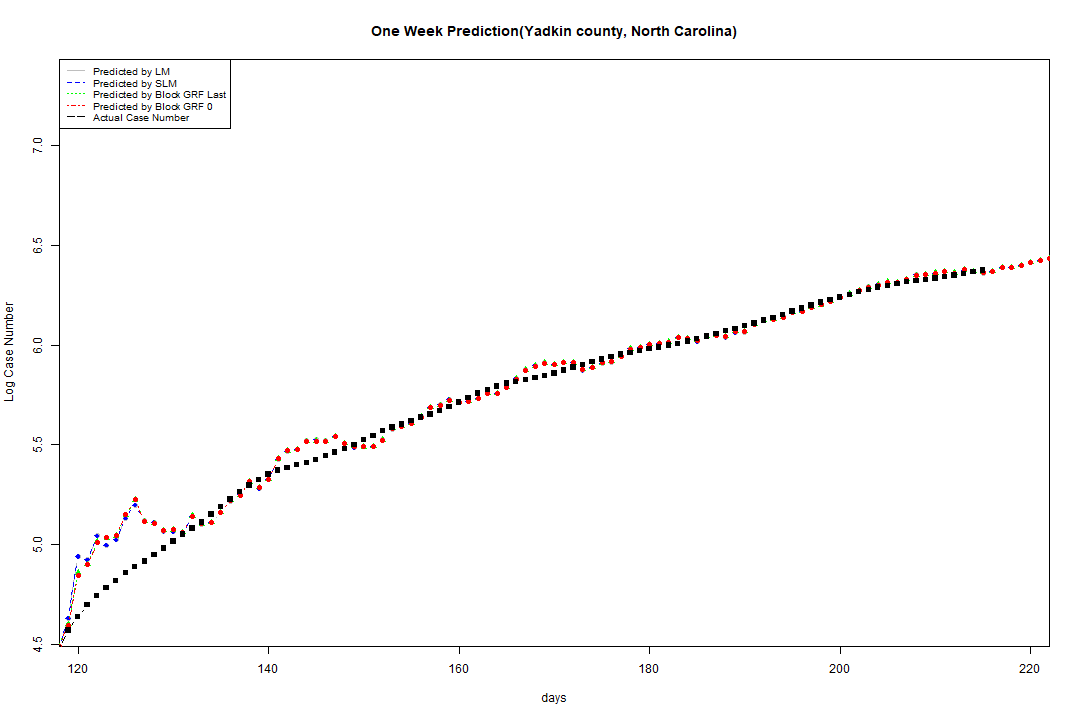 One Week Prediction(Yadkin county, North Carolina)
Predicted by LM
Predicted by SLM
Predicted by Block GRF Last
Predicted by Block GRF 0
Actual Case Number
Log Case Number
7.0
6.5
6.0
5.5
5.0
4.5
120 140 160 180 200 220
days